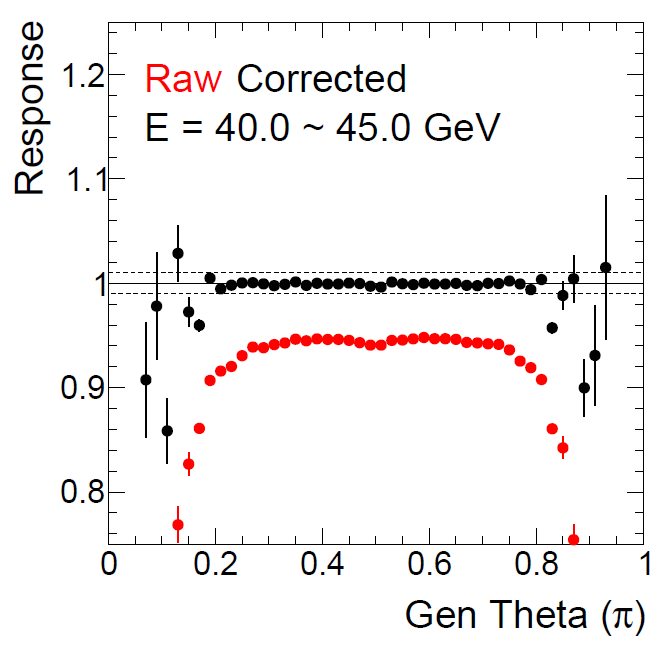 Response
1.2
1.1
1
0.9
0.8
Raw Corrected
E = 40.0 ~ 45.0 GeV
0 0.2 0.4 0.6 0.8 1
Gen Theta (π)